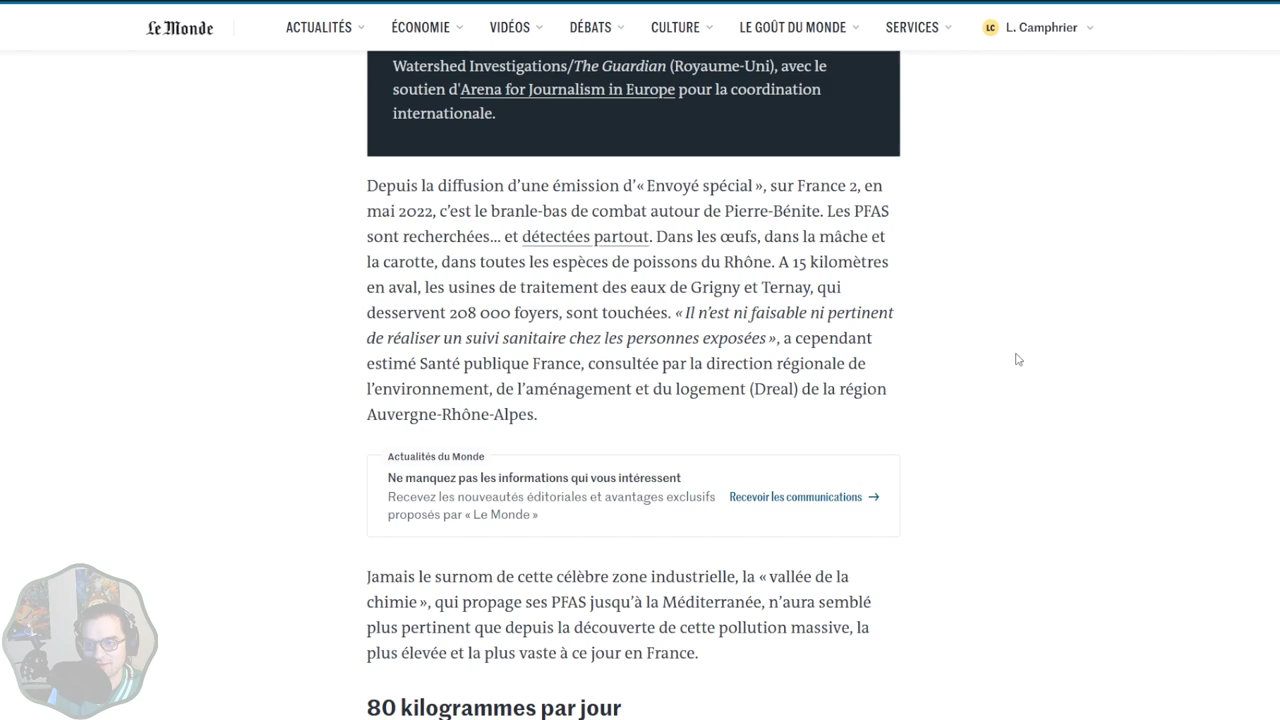 Le Monde
ACTUALITÉS
ÉCONOMIE
VIDÉOS
DÉBATS
CULTURE
LE GOÛT DU MONDE
SERVICES
LC
L. Camphrier
Watershed Investigations/The Guardian (Royaume-Uni), avec le
soutien d'Arena for Journalism in Europe pour la coordination
internationale.
Depuis la diffusion d’une émission d’« Envoyé spécial », sur France 2, en
mai 2022, c’est le branle-bas de combat autour de Pierre-Bénite. Les PFAS
sont recherchées… et détectées partout. Dans les œufs, dans la mâche et
la carotte, dans toutes les espèces de poissons du Rhône. A 15 kilomètres
en aval, les usines de traitement des eaux de Grigny et Ternay, qui
desservent 208 000 foyers, sont touchées. « Il n’est ni faisable ni pertinent
de réaliser un suivi sanitaire chez les personnes exposées », a cependant
estimé Santé publique France, consultée par la direction régionale de
l’environnement, de l’aménagement et du logement (Dreal) de la région
Auvergne-Rhône-Alpes.
Actualités du Monde
Ne manquez pas les informations qui vous intéressent
Recevez les nouveautés éditoriales et avantages exclusifs
proposés par « Le Monde »
Recevoir les communications →
Jamais le surnom de cette célèbre zone industrielle, la « vallée de la
chimie », qui propage ses PFAS jusqu’à la Méditerranée, n’aura semblé
plus pertinent que depuis la découverte de cette pollution massive, la
plus élevée et la plus vaste à ce jour en France.
80 kilogrammes par jour